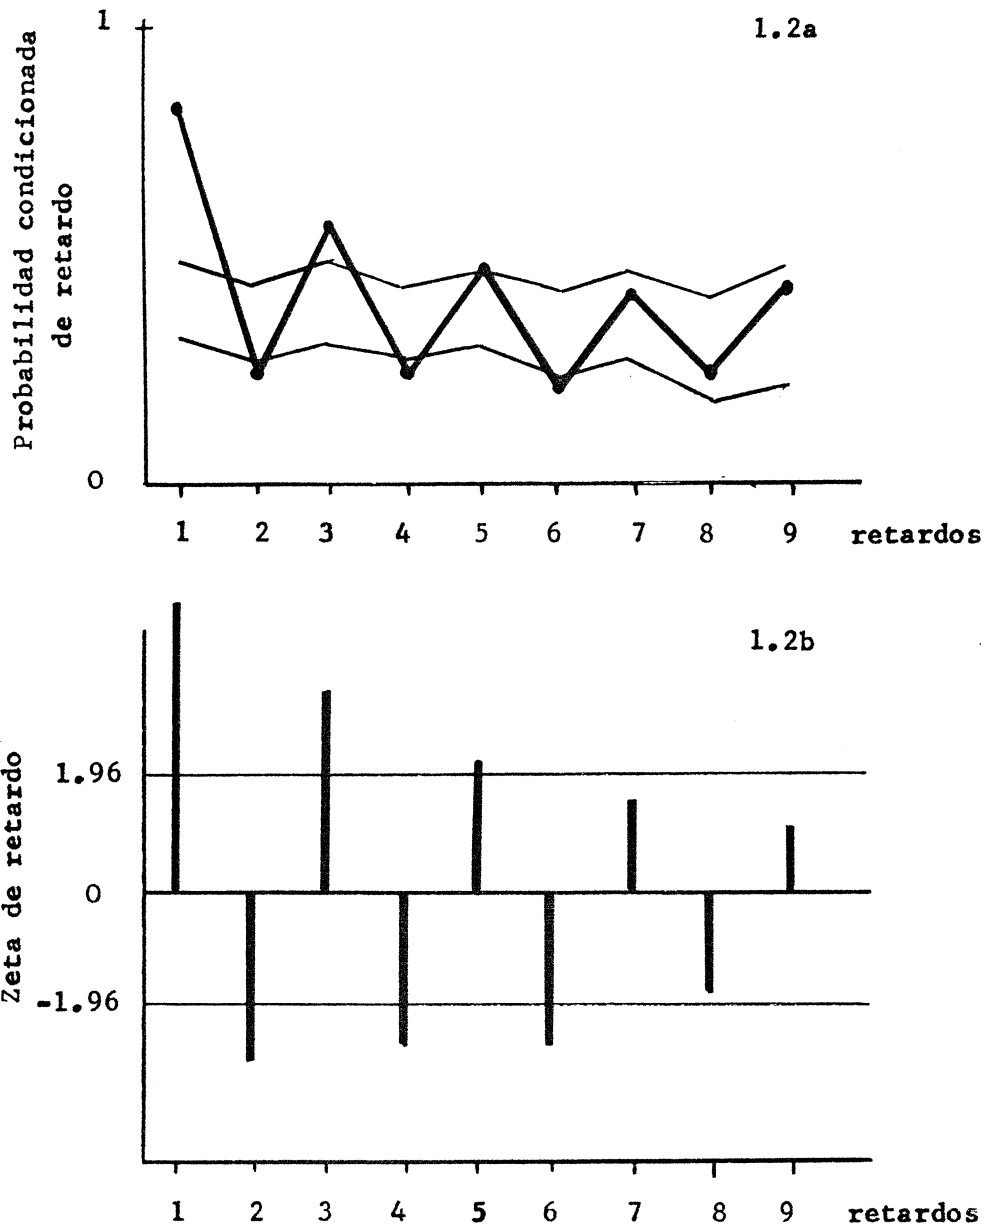 1.2a
Probabilidad condicionada
de retardo
1
0
1 2 3 4 5 6 7 8 9 retardos
1.2b
Zeta de retardo
1.96
0
-1.96
1 2 3 4 5 6 7 8 9 retardos